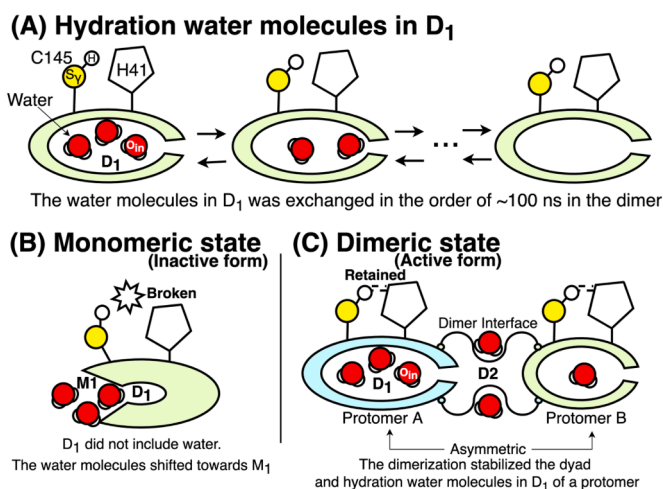 (A) Hydration water molecules in D1
C145
Sγ
H
H41
Water
Oin
D1
...
The water molecules in D1 was exchanged in the order of ~100 ns in the dimer
(B) Monomeric state
(Inactive form)
Broken
M1
D1
D1 did not include water.
The water molecules shifted towards M1
(C) Dimeric state
(Active form)
Retained
Dimer Interface
Oin
D1
D2
Protomer A
Protomer B
Asymmetric
The dimerization stabilized the dyad
and hydration water molecules in D1 of a protomer